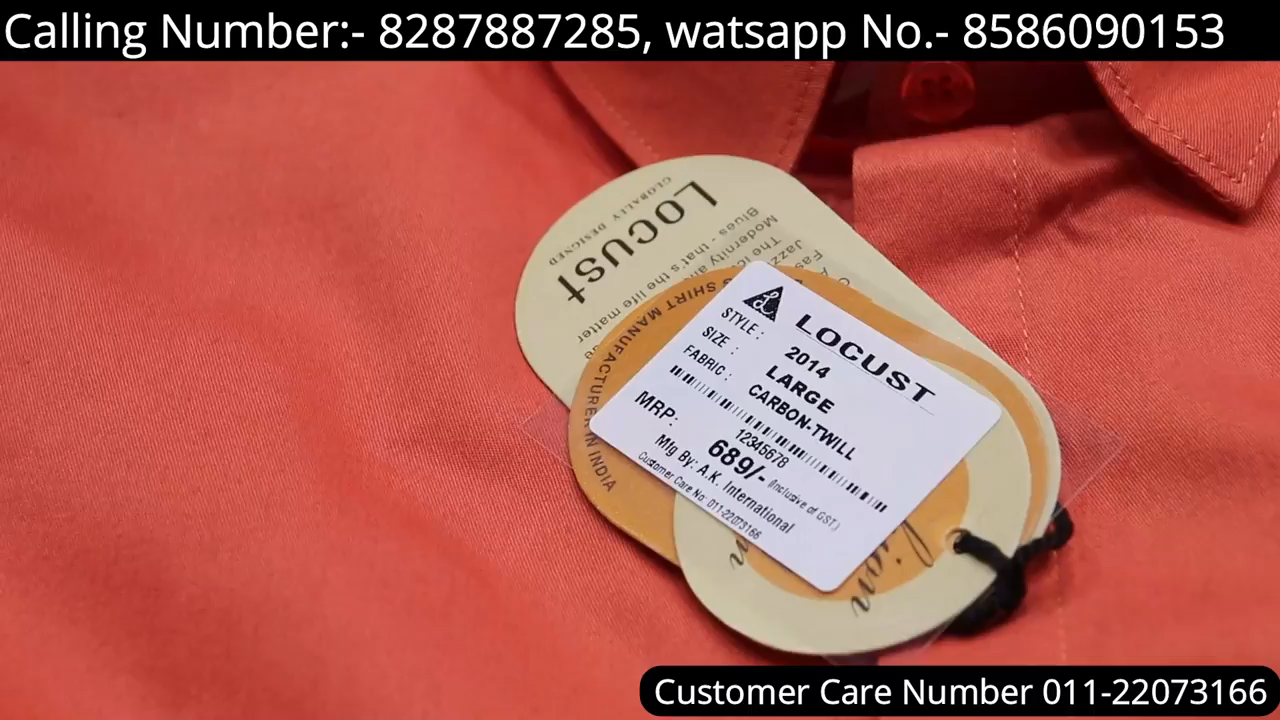 Calling Number:- 8287887285, watsapp No.- 8586090153
LOCUSt
GLOBALLY DESIGNED
Blues - that's the life matter
Modernity
Jazz
SHIRT MANUFACTURER IN INDIA
LOCUST
STYLE : 2014
SIZE : LARGE
FABRIC : CARBON-TWILL
12345678
MRP: 689/- (Inclusive of GST)
Mfg By: A.K. International
Customer Care No: 011-22073166
Customer Care Number 011-22073166